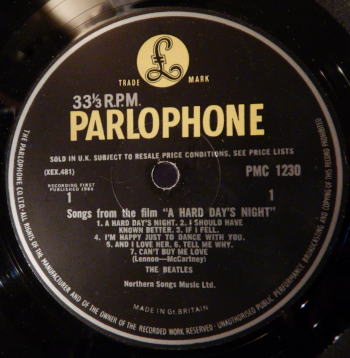 £
TRADE MARK
33⅓ R.P.M.
PARLOPHONE
SOLD IN U.K. SUBJECT TO RESALE PRICE CONDITIONS, SEE PRICE LISTS
(XEX.481)
PMC 1230
RECORDING FIRST
PUBLISHED 1964
1 1
Songs from the film "A HARD DAY'S NIGHT"
1. A HARD DAY'S NIGHT. 2. I SHOULD HAVE
KNOWN BETTER. 3. IF I FELL.
4. I'M HAPPY JUST TO DANCE WITH YOU.
5. AND I LOVE HER. 6. TELL ME WHY.
7. CAN'T BUY ME LOVE
(Lennon—McCartney)
THE BEATLES
Northern Songs Music Ltd.
MADE IN Gt. BRITAIN
THE PARLOPHONE CO LTD. ALL RIGHTS OF THE MANUFACTURER AND OF THE OWNER OF THE RECORDED WORK RESERVED. UNAUTHORISED PUBLIC PERFORMANCE, BROADCASTING AND COPYING OF THIS RECORD PROHIBITED